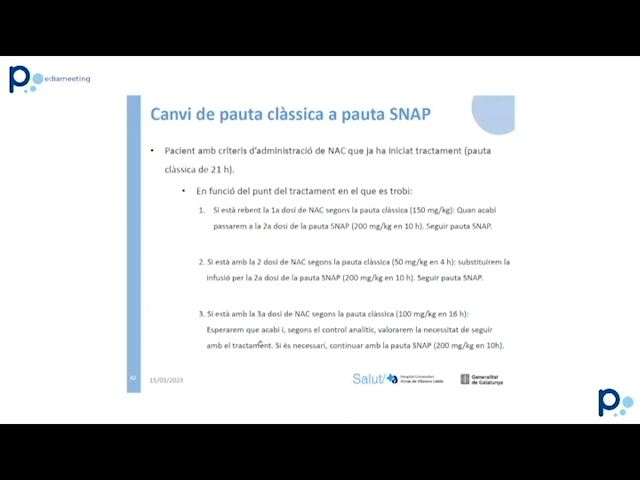 Pediameeting
Canvi de pauta clàssica a pauta SNAP
• Pacient amb criteris d'administració de NAC que ja ha iniciat tractament (pauta
clàssica de 21 h).
• En funció del punt del tractament en el que es trobi:
1. Si està rebent la 1a dosi de NAC segons la pauta clàssica (150 mg/kg): Quan acabi
passarem a la 2a dosi de la pauta SNAP (200 mg/kg en 10 h). Seguir pauta SNAP.
2. Si està amb la 2 dosi de NAC segons la pauta clàssica (50 mg/kg en 4 h): substituirem la
infusió per la 2a dosi de la pauta SNAP (200 mg/kg en 10 h). Seguir pauta SNAP.
3. Si està amb la 3a dosi de NAC segons la pauta clàssica (100 mg/kg en 16 h):
Esperarem que acabi i, segons el control analític, valorarem la necessitat de seguir
amb el tractament. Si és necessari, continuar amb la pauta SNAP (200 mg/kg en 10h).
42
15/03/2023
Salut/
Hospital Universitari
Arnau de Vilanova Lleida
Generalitat
de Catalunya
P